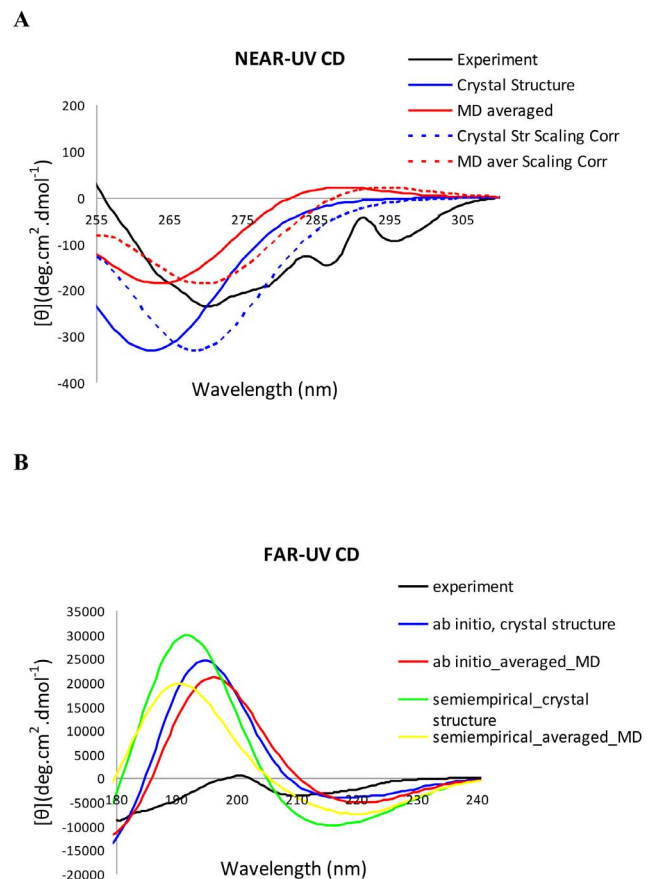 A
NEAR-UV CD
Experiment
Crystal Structure
MD averaged
Crystal Str Scaling Corr
MD aver Scaling Corr
200
100
0
-100
-200
-300
-400
255 265 275 285 295 305
[θ](deg.cm².dmol⁻¹)
Wavelength (nm)
B
FAR-UV CD
experiment
ab initio, crystal structure
ab initio_averaged_MD
semiempirical_crystal
structure
semiempirical_averaged_MD
35000
30000
25000
20000
15000
10000
5000
0
-5000
-10000
-15000
-20000
180 190 200 210 220 230 240
[θ](deg.cm².dmol⁻¹)
Wavelength (nm)